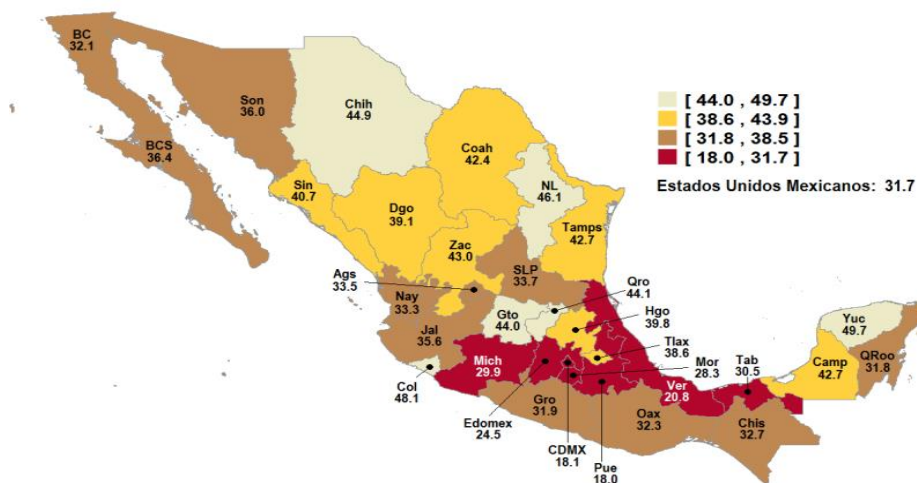 BC
32.1
Son
36.0
Chih
44.9
BCS
36.4
Coah
42.4
Sin
40.7
NL
46.1
Dgo
39.1
Tamps
42.7
Zac
43.0
SLP
33.7
Ags
33.5
Nay
33.3
Qro
44.1
Gto
44.0
Hgo
39.8
Jal
35.6
Tlax
38.6
Mich
29.9
Mor
28.3
Tab
30.5
Col
48.1
Ver
20.8
Gro
31.9
Edomex
24.5
CDMX
18.1
Pue
18.0
Oax
32.3
Chis
32.7
Yuc
49.7
Camp
42.7
QRoo
31.8
[ 44.0 , 49.7 ]
[ 38.6 , 43.9 ]
[ 31.8 , 38.5 ]
[ 18.0 , 31.7 ]
Estados Unidos Mexicanos: 31.7